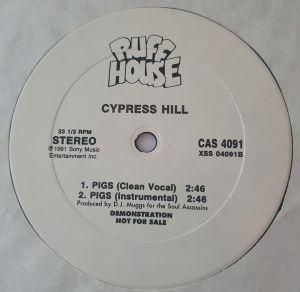 RUFF
HOUSE
CYPRESS HILL
33 1/3 RPM
STEREO
℗1991 Sony Music
Entertainment Inc.
CAS 4091
XSS 04091B
1. PIGS (Clean Vocal) 2:46
2. PIGS (Instrumental) 2:46
Produced by D.J. Muggs for the Soul Assassins
DEMONSTRATION
NOT FOR SALE